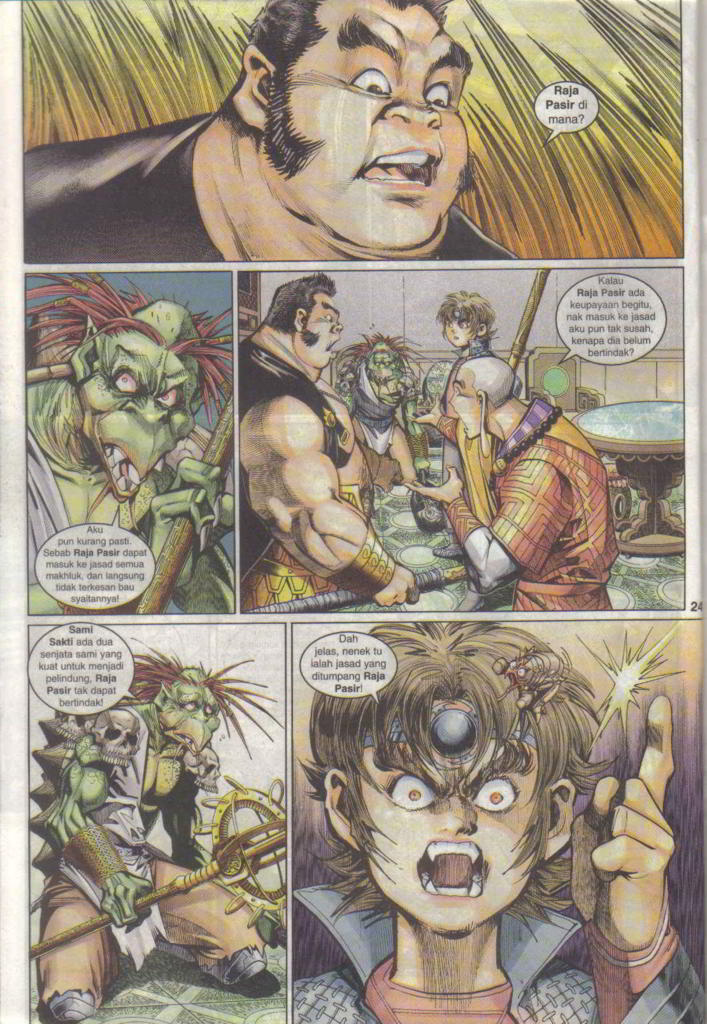 Raja
Pasir di
mana?
Aku
pun kurang pasti.
Sebab Raja Pasir dapat
masuk ke jasad semua
makhluk, dan langsung
tidak terkesan bau
syaitannya!
Kalau
Raja Pasir ada
keupayaan begitu,
nak masuk ke jasad
aku pun tak susah,
kenapa dia belum
bertindak?
24
Sami
Sakti ada dua
senjata sami yang
kuat untuk menjadi
pelindung, Raja
Pasir tak dapat
bertindak!
Dah
jelas, nenek tu
ialah jasad yang
ditumpang Raja
Pasir!